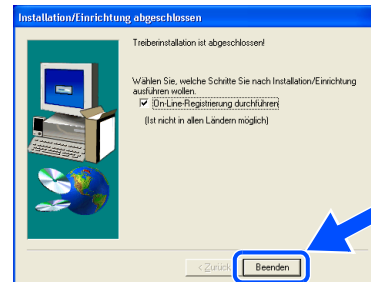 Installation/Einrichtung abgeschlossen
Treiberinstallation ist abgeschlossen!
Wählen Sie, welche Schritte Sie nach Installation/Einrichtung
ausführen wollen.
On-Line-Registrierung durchführen
(Ist nicht in allen Ländern möglich)
< Zurück
Beenden